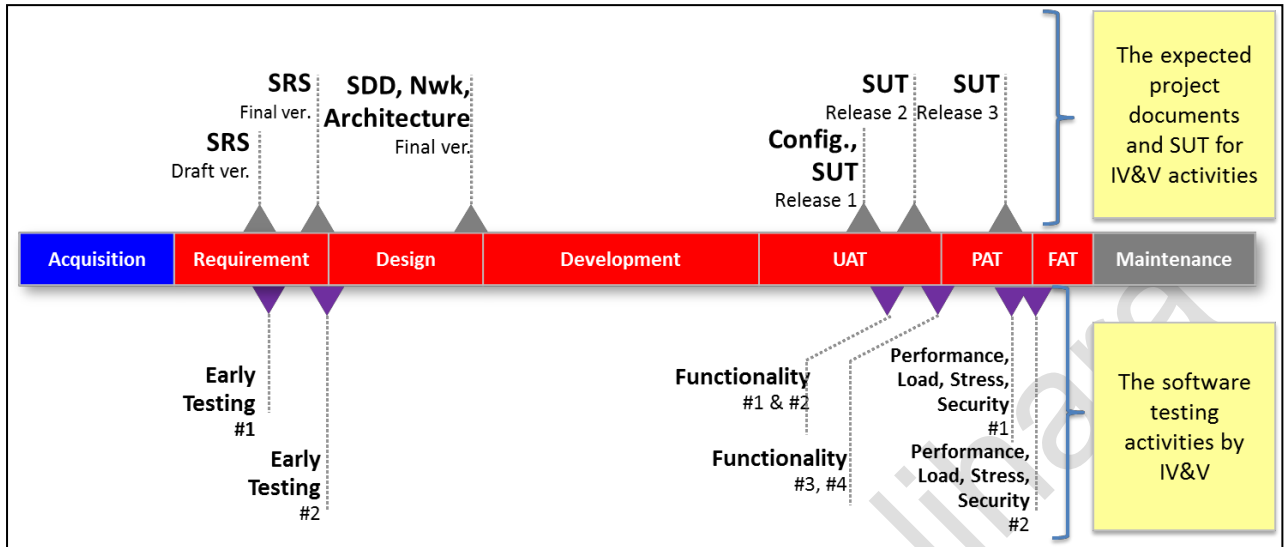 SRS
Final ver.
SRS
Draft ver.
SDD, Nwk,
Architecture
Final ver.
Config.,
SUT
Release 1
SUT
Release 2
SUT
Release 3
The expected
project
documents
and SUT for
IV&V activities
Acquisition
Requirement
Design
Development
UAT
PAT
FAT
Maintenance
Early
Testing
#1
Early
Testing
#2
Functionality
#1 & #2
Functionality
#3, #4
Performance,
Load, Stress,
Security
#1
Performance,
Load, Stress,
Security
#2
The software
testing
activities by
IV&V